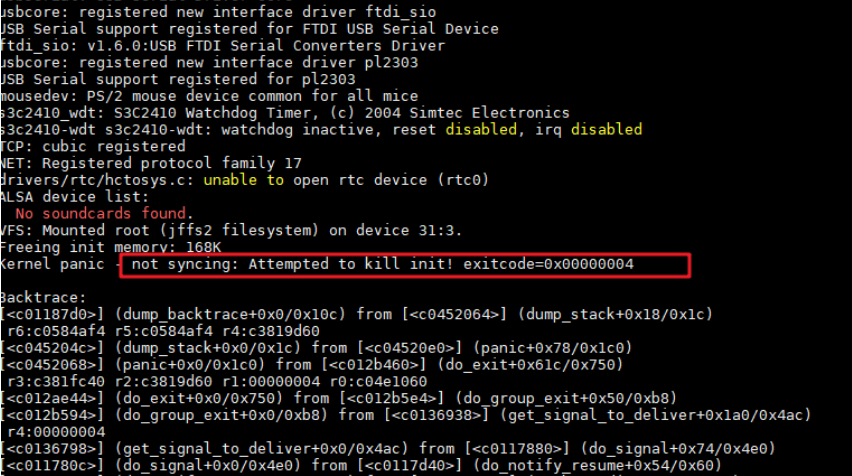 usbcore: registered new interface driver ftdi_sio
USB Serial support registered for FTDI USB Serial Device
ftdi_sio: v1.6.0:USB FTDI Serial Converters Driver
usbcore: registered new interface driver pl2303
USB Serial support registered for pl2303
mousedev: PS/2 mouse device common for all mice
s3c2410_wdt: S3C2410 Watchdog Timer, (c) 2004 Simtec Electronics
s3c2410-wdt s3c2410-wdt: watchdog inactive, reset disabled, irq disabled
TCP: cubic registered
NET: Registered protocol family 17
drivers/rtc/hctosys.c: unable to open rtc device (rtc0)
ALSA device list:
  No soundcards found.
VFS: Mounted root (jffs2 filesystem) on device 31:3.
Freeing init memory: 168K
Kernel panic - not syncing: Attempted to kill init! exitcode=0x00000004
Backtrace:
[<c01187d0>] (dump_backtrace+0x0/0x10c) from [<c0452064>] (dump_stack+0x18/0x1c)
 r6:c0584af4 r5:c0584af4 r4:c3819d60
[<c045204c>] (dump_stack+0x0/0x1c) from [<c04520e0>] (panic+0x78/0x1c0)
[<c0452068>] (panic+0x0/0x1c0) from [<c012b460>] (do_exit+0x61c/0x750)
 r3:c381fc40 r2:c3819d60 r1:00000004 r0:c04e1060
[<c012ae44>] (do_exit+0x0/0x750) from [<c012b5e4>] (do_group_exit+0x50/0xb8)
[<c012b594>] (do_group_exit+0x0/0xb8) from [<c0136938>] (get_signal_to_deliver+0x1a0/0x4ac)
 r4:00000004
[<c0136798>] (get_signal_to_deliver+0x0/0x4ac) from [<c0117880>] (do_signal+0x74/0x4e0)
[<c011780c>] (do_signal+0x0/0x4e0) from [<c0117d40>] (do_notify_resume+0x54/0x60)